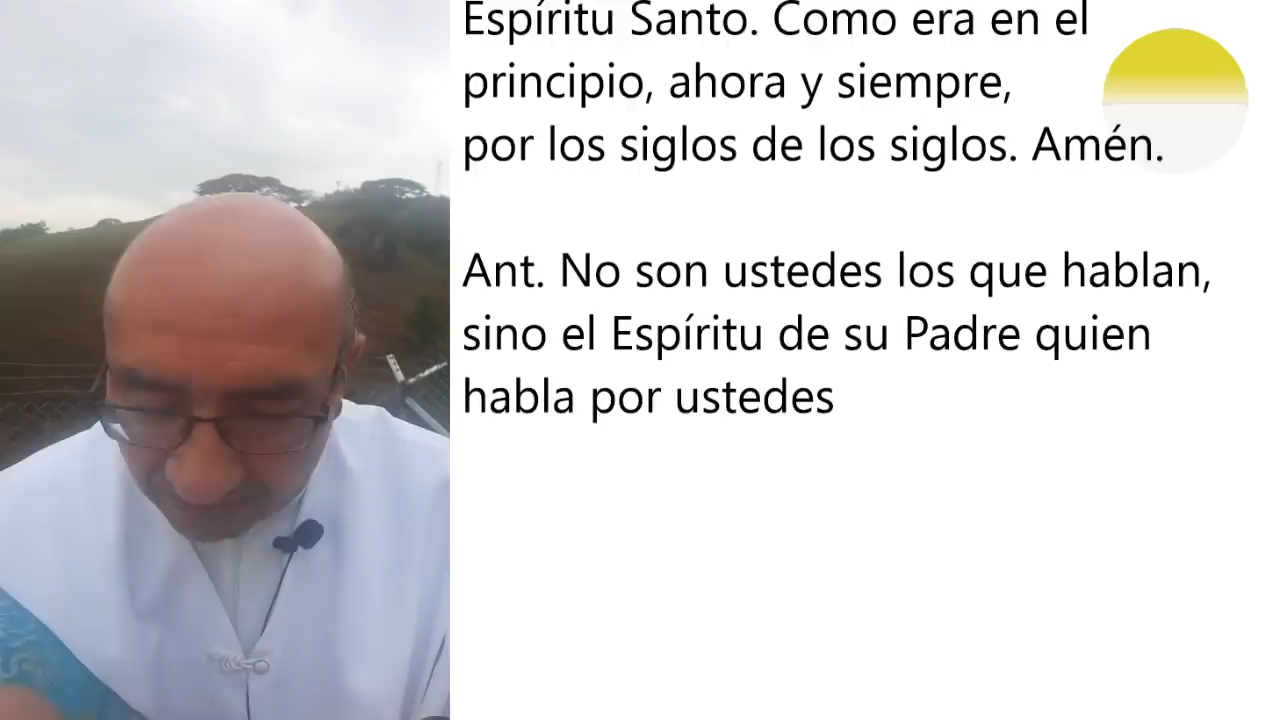 Espíritu Santo. Como era en el
principio, ahora y siempre,
por los siglos de los siglos. Amén.
Ant. No son ustedes los que hablan,
sino el Espíritu de su Padre quien
habla por ustedes